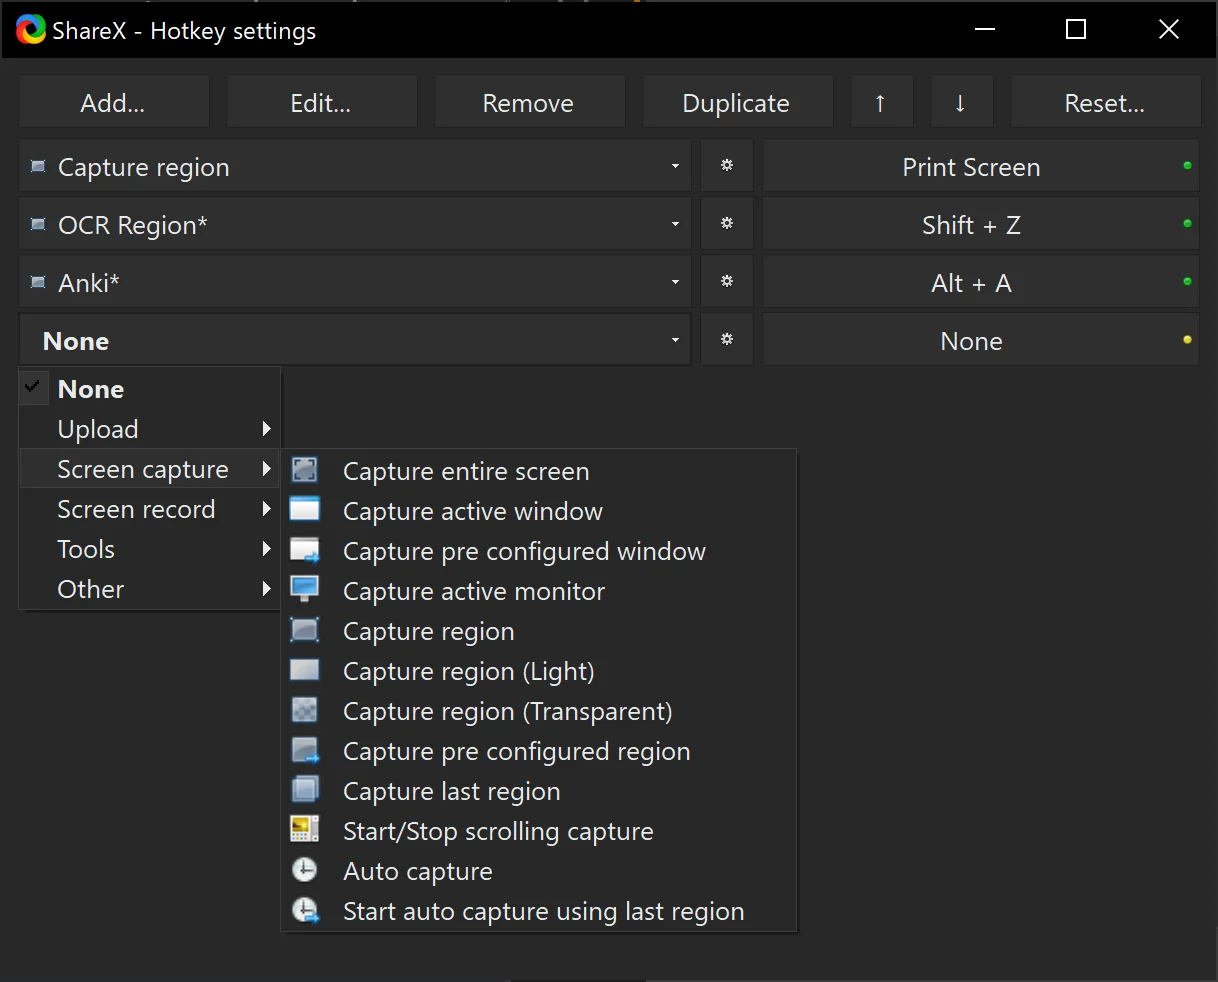 ShareX - Hotkey settings
Add... Edit... Remove Duplicate ↑ ↓ Reset...
Capture region Print Screen
OCR Region* Shift + Z
Anki* Alt + A
None None
None
Upload
Screen capture
Screen record
Tools
Other
Capture entire screen
Capture active window
Capture pre configured window
Capture active monitor
Capture region
Capture region (Light)
Capture region (Transparent)
Capture pre configured region
Capture last region
Start/Stop scrolling capture
Auto capture
Start auto capture using last region